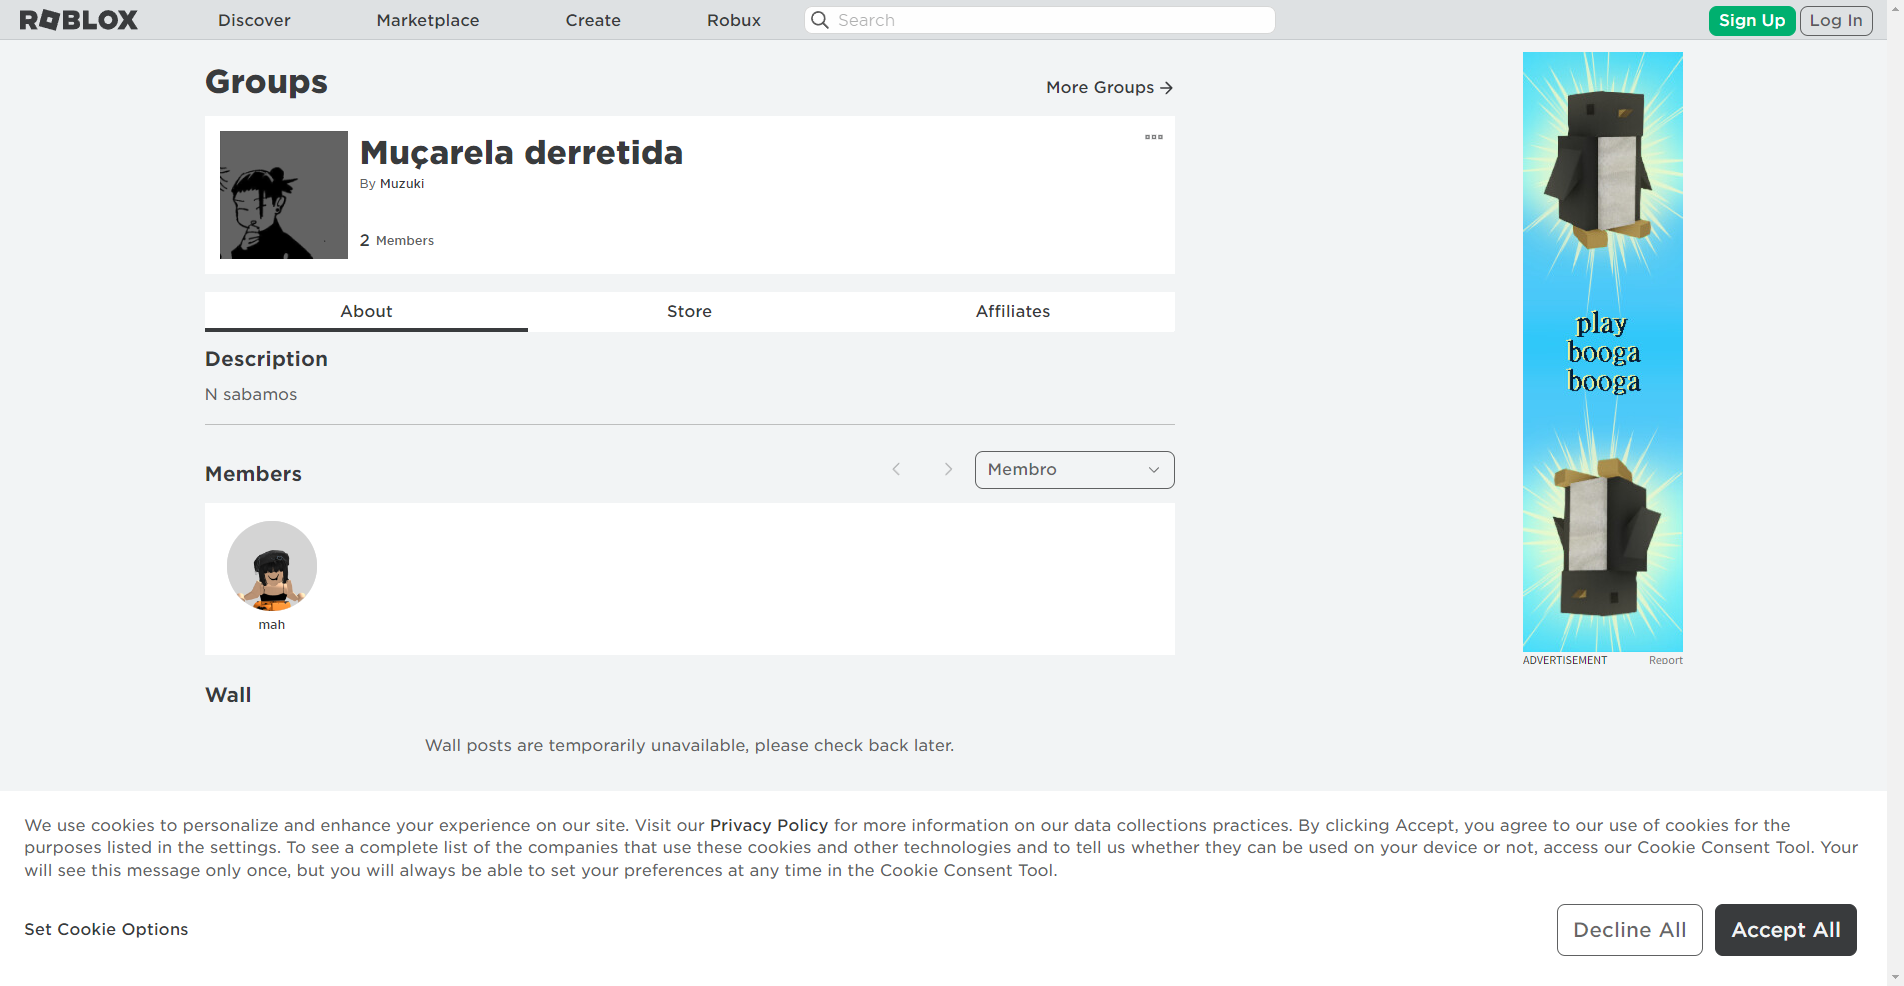 ROBLOX
Discover
Marketplace
Create
Robux
Search
Sign Up
Log In
Groups
More Groups
Muçarela derretida
By Muzuki
2 Members
About
Store
Affiliates
Description
N sabamos
Members
Membro
mah
Wall
Wall posts are temporarily unavailable, please check back later.
play
booga
booga
ADVERTISEMENT
Report
We use cookies to personalize and enhance your experience on our site. Visit our Privacy Policy for more information on our data collections practices. By clicking Accept, you agree to our use of cookies for the
purposes listed in the settings. To see a complete list of the companies that use these cookies and other technologies and to tell us whether they can be used on your device or not, access our Cookie Consent Tool. Your
will see this message only once, but you will always be able to set your preferences at any time in the Cookie Consent Tool.
Set Cookie Options
Decline All
Accept All